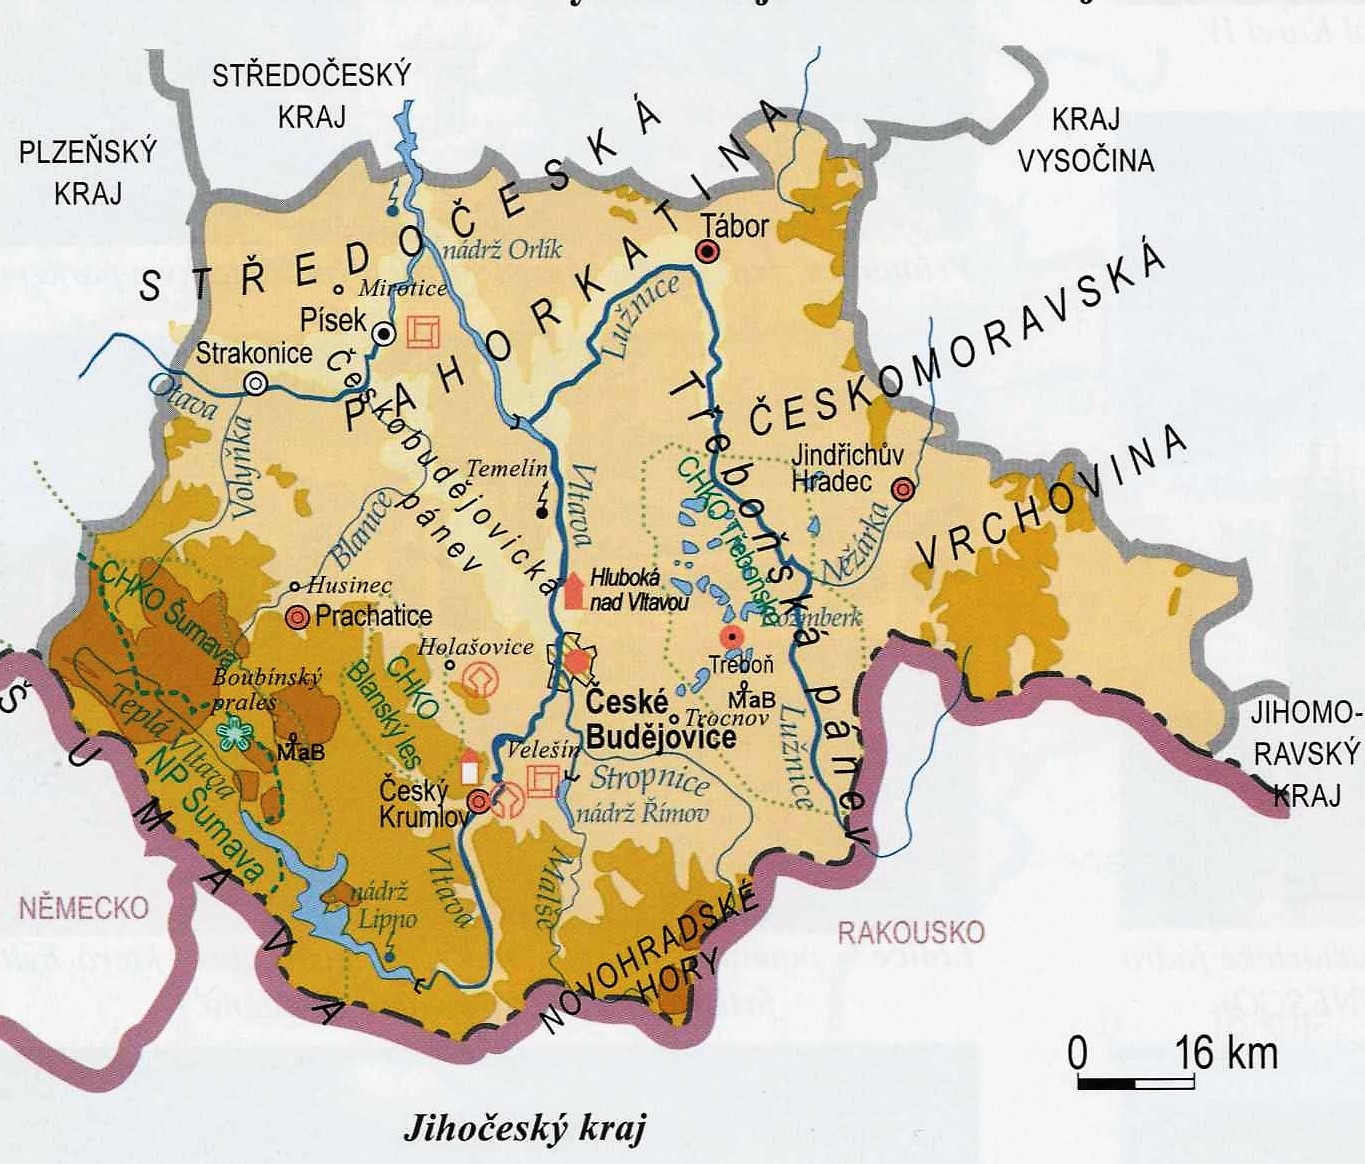 STŘEDOČESKÝ
KRAJ
PLZEŇSKÝ
KRAJ
KRAJ
VYSOČINA
STŘEDOČESKÁ
PAHORKATINA
Tábor
nádrž Orlík
Mirotice
Písek
Lužnice
Strakonice
Otava
Českobudějovická
pánev
ČESKOMORAVSKÁ
VRCHOVINA
Třeboňská pánev
Volyňka
Temelín
Vltava
Jindřichův
Hradec
CHKO Třeboňsko
Blanice
Nežárka
Husinec
Hluboká
nad Vltavou
Prachatice
CHKO Šumava
Rožmberk
Holašovice
Třeboň
Boubínský
prales
CHKO
Blanský les
MaB
České
Budějovice
Trocnov
Teplá Vltava
MaB
Velešín
Lužnice
JIHOMO-
RAVSKÝ
KRAJ
NP Šumava
Český
Krumlov
Stropnice
nádrž Římov
ŠUMAVA
Vltava
Malše
nádrž
Lipno
NĚMECKO
NOVOHRADSKÉ
HORY
RAKOUSKO
0 16 km
Jihočeský kraj